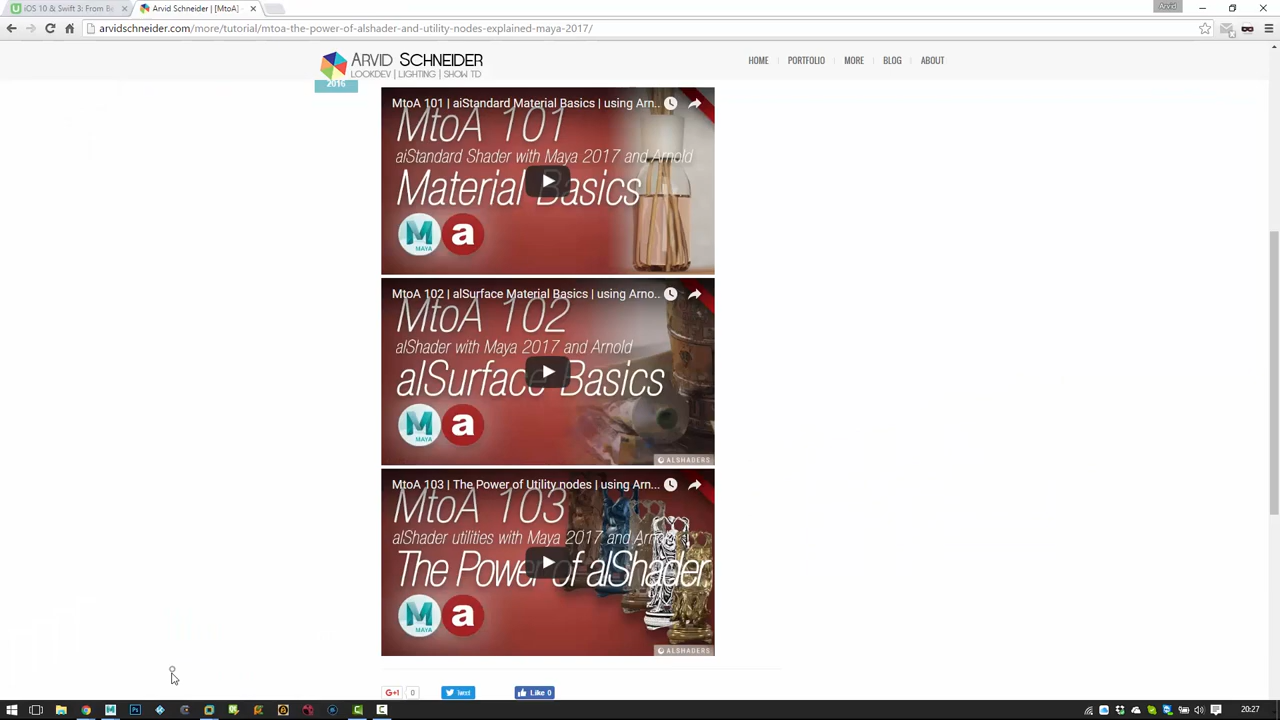 iOS 10 & Swift 3: From Be
Arvid Schneider | [MtoA]
Arvid
arvidschneider.com/more/tutorial/mtoa-the-power-of-alshader-and-utility-nodes-explained-maya-2017/
ARVID SCHNEIDER
LOOKDEV | LIGHTING | SHOW TD
HOME
PORTFOLIO
MORE
BLOG
ABOUT
2016
MtoA 101 | aiStandard Material Basics | using Arn...
MtoA 101
aiStandard Shader with Maya 2017 and Arnold
Material Basics
MAYA
a
MtoA 102 | alSurface Material Basics | using Arno...
MtoA 102
alShader with Maya 2017 and Arnold
alSurface Basics
MAYA
a
ALSHADERS
MtoA 103 | The Power of Utility nodes | using Arn...
MtoA 103
alShader utilities with Maya 2017 and Arnold
The Power of alShader
MAYA
a
ALSHADERS
G+1
0
Tweet
Like 0
20:27